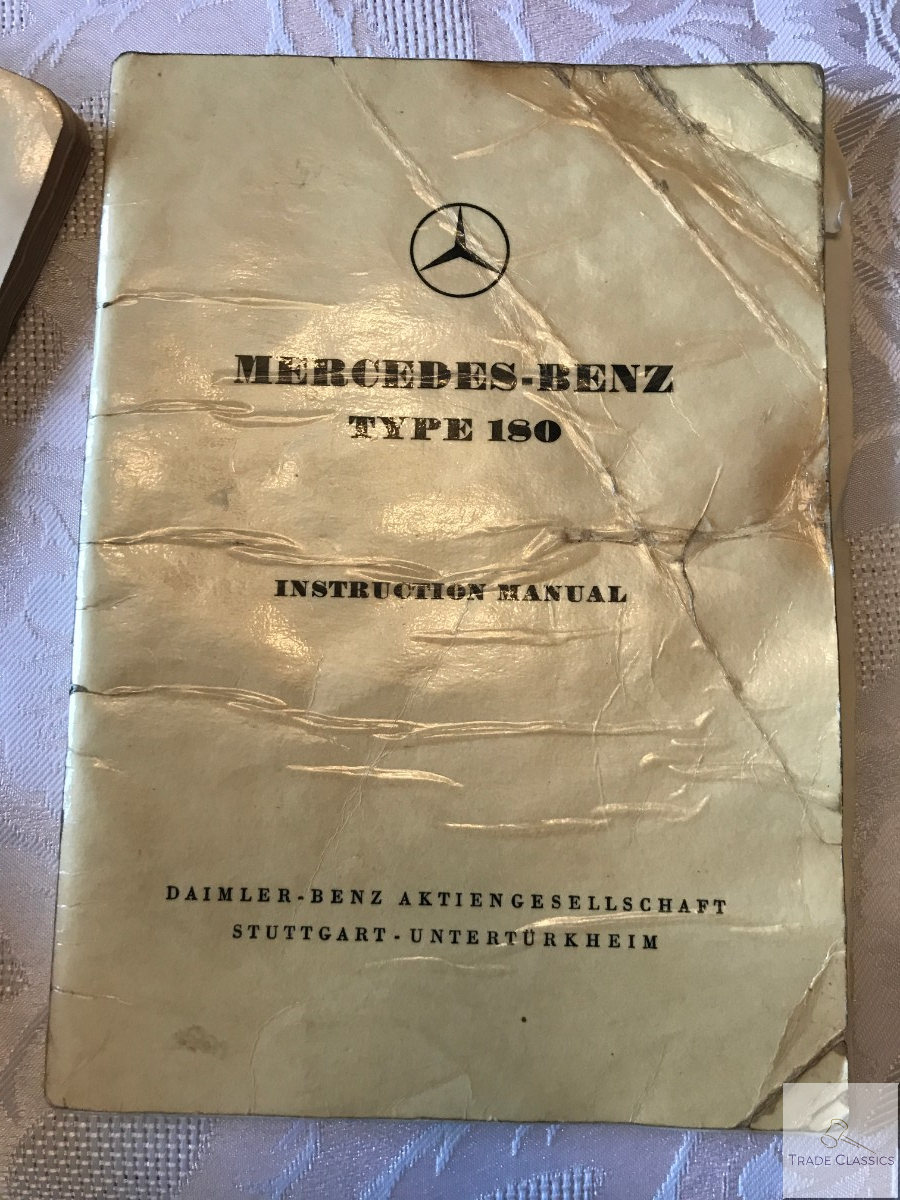 MERCEDES-BENZ
TYPE 180
INSTRUCTION MANUAL
DAIMLER-BENZ AKTIENGESELLSCHAFT
STUTTGART-UNTERTÜRKHEIM
TRADE CLASSICS